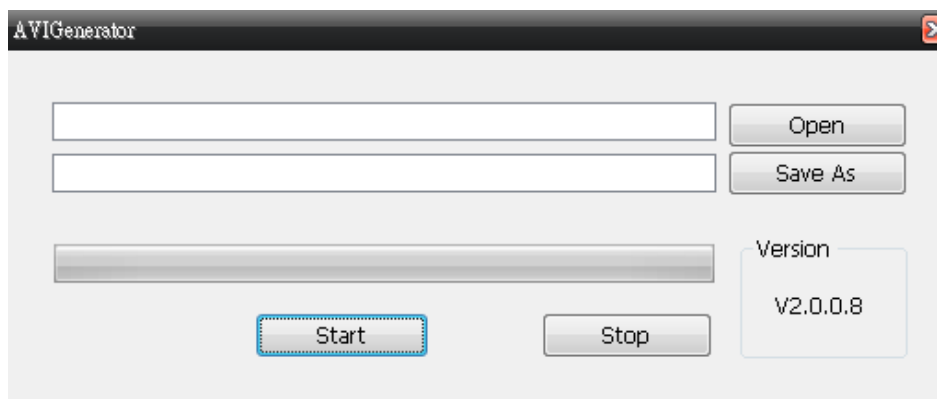 AVIGenerator
Open
Save As
Version
V2.0.0.8
Start
Stop